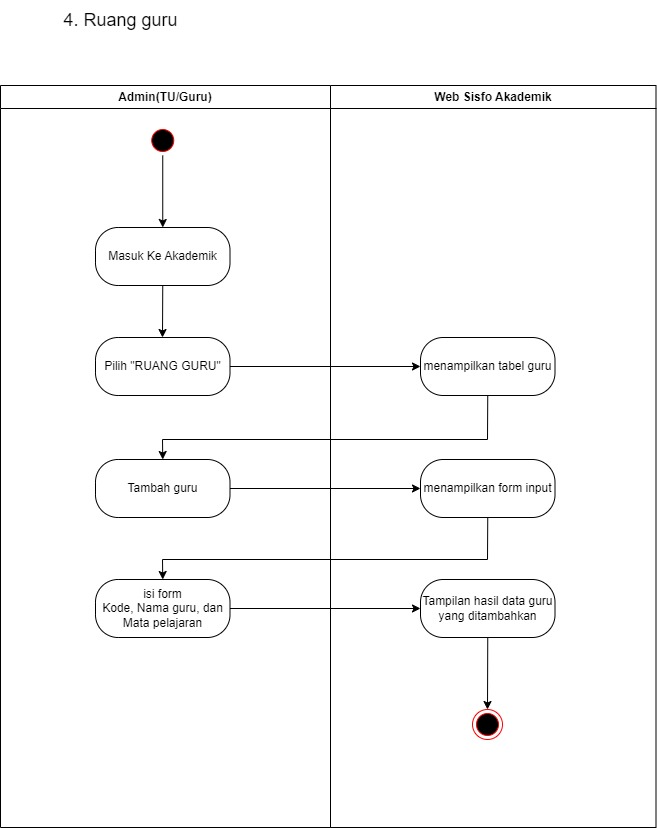 4. Ruang guru
Admin(TU/Guru)
Web Sisfo Akademik
Masuk Ke Akademik
Pilih "RUANG GURU"
menampilkan tabel guru
Tambah guru
menampilkan form input
isi form
Kode, Nama guru, dan
Mata pelajaran
Tampilan hasil data guru
yang ditambahkan